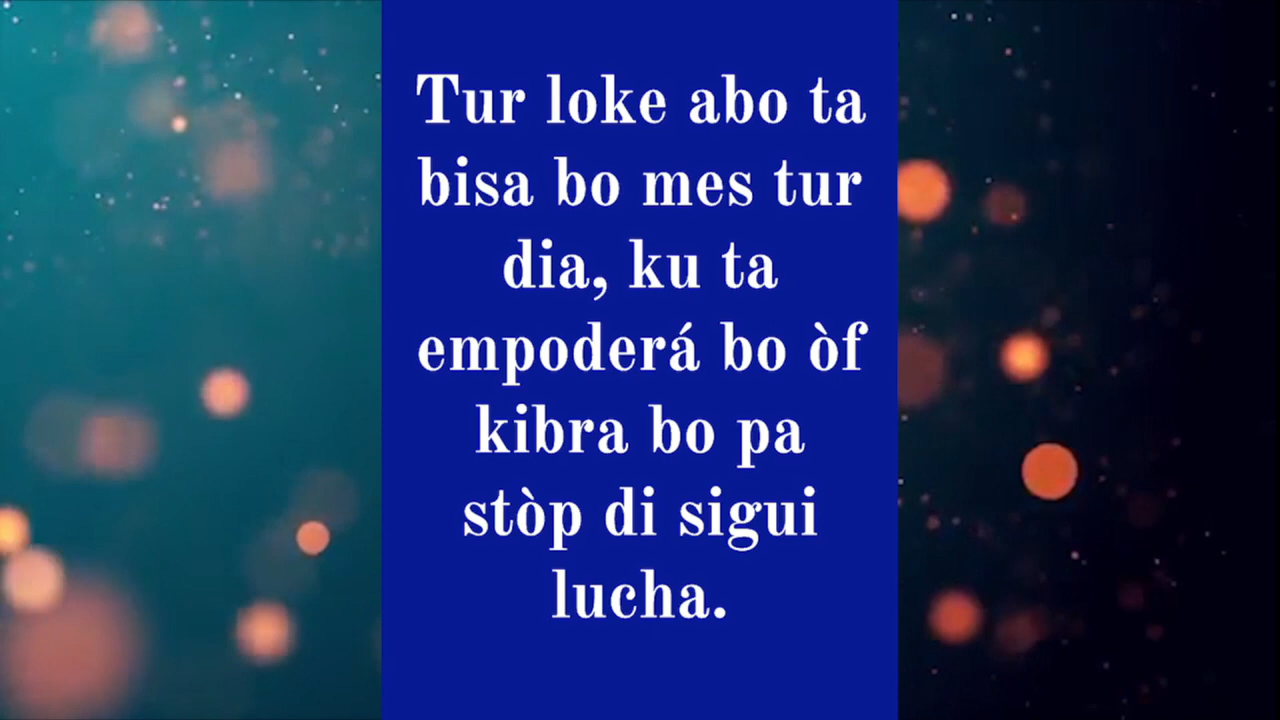 Tur loke abo ta
bisa bo mes tur
dia, ku ta
empoderá bo òf
kibra bo pa
stòp di sigui
lucha.